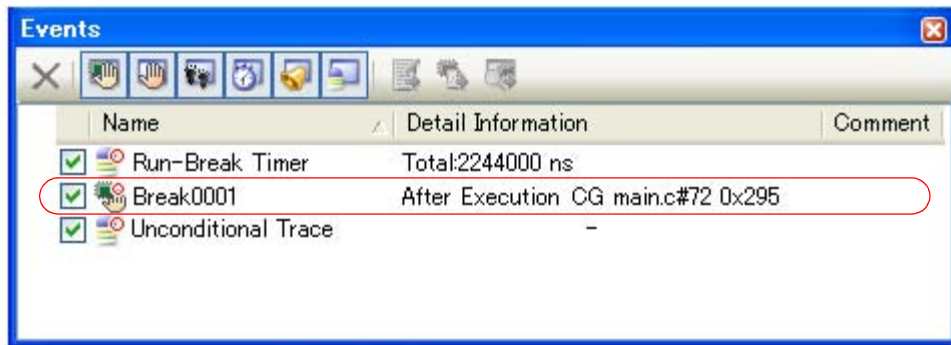 Events
Name Detail Information Comment
Run-Break Timer Total:2244000 ns
Break0001 After Execution CG main.c#72 0x295
Unconditional Trace -